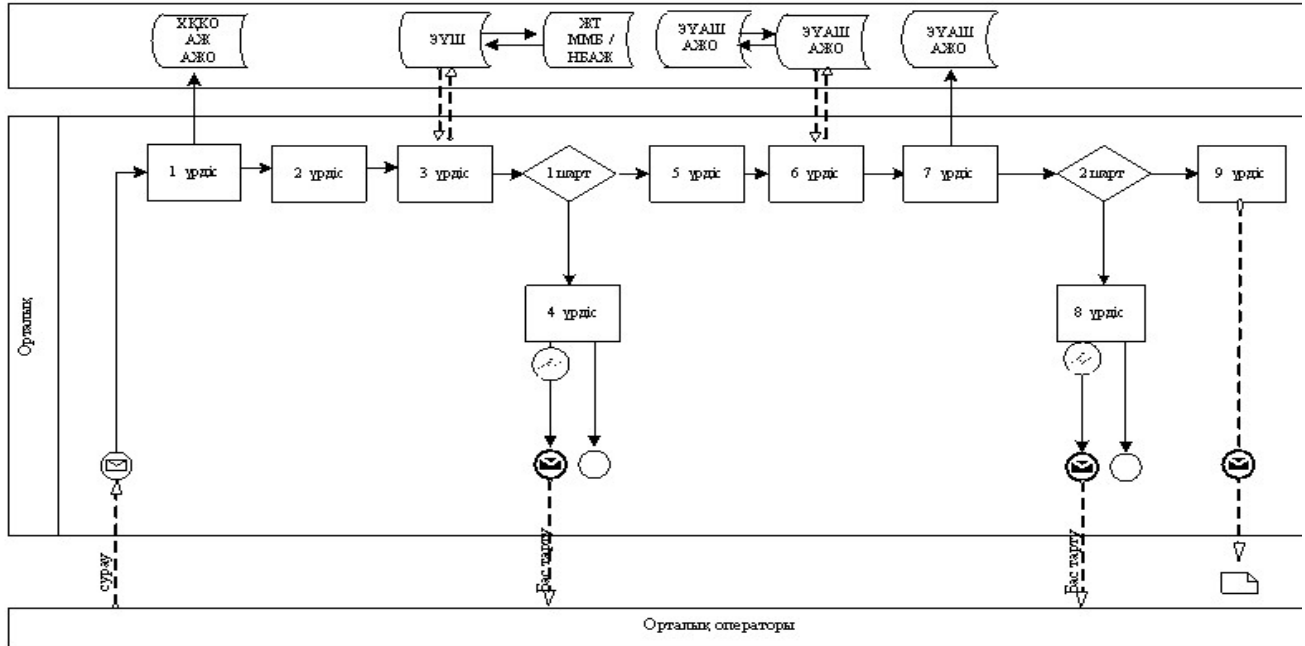 ХҚКО
АЖ
АЖО
ЭҮШ
ЖТ
ММБ /
НБАЖ
ЭҮАШ
АЖО
ЭҮАШ
АЖО
ЭҮАШ
АЖО
Орталық
1 үрдіс
2 үрдіс
3 үрдіс
1 шарт
5 үрдіс
6 үрдіс
7 үрдіс
2 шарт
9 үрдіс
4 үрдіс
8 үрдіс
сұрау
Бас тарту
Бас тарту
Орталық операторы